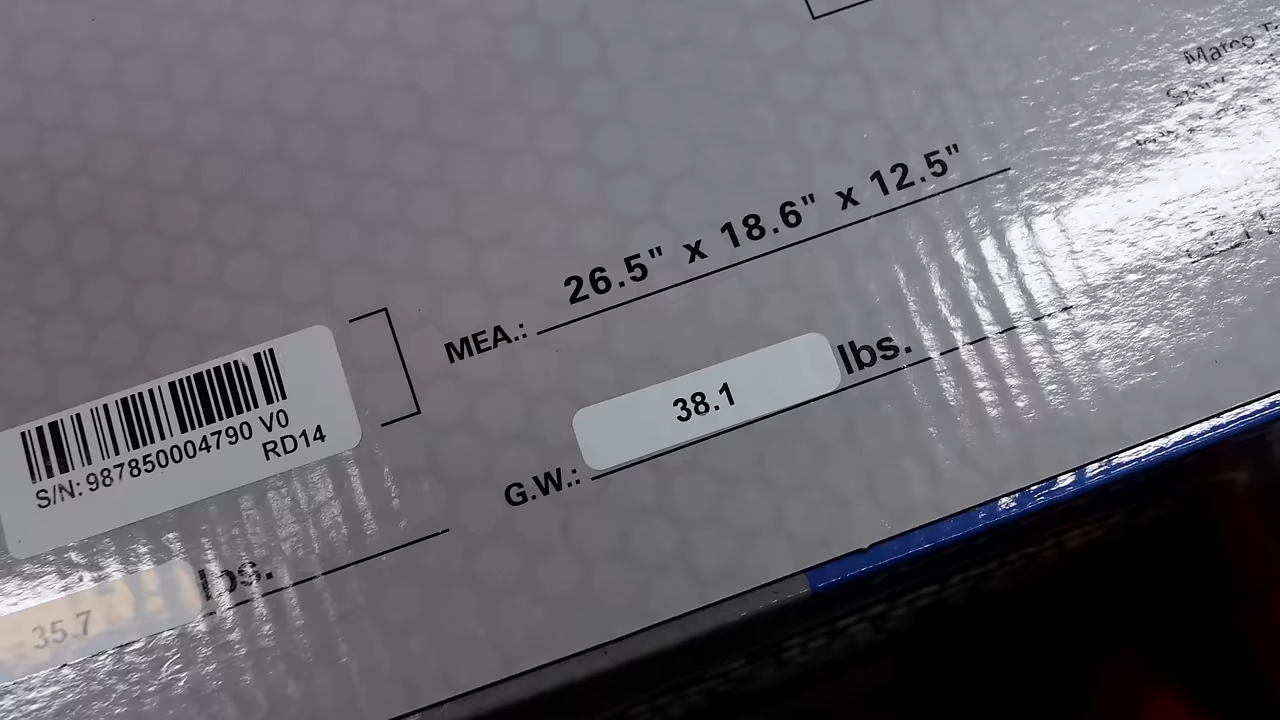 MEA.: 26.5" x 18.6" x 12.5"
G.W.: 38.1 lbs.
S/N: 987850004790 V0
RD14
35.7 lbs.